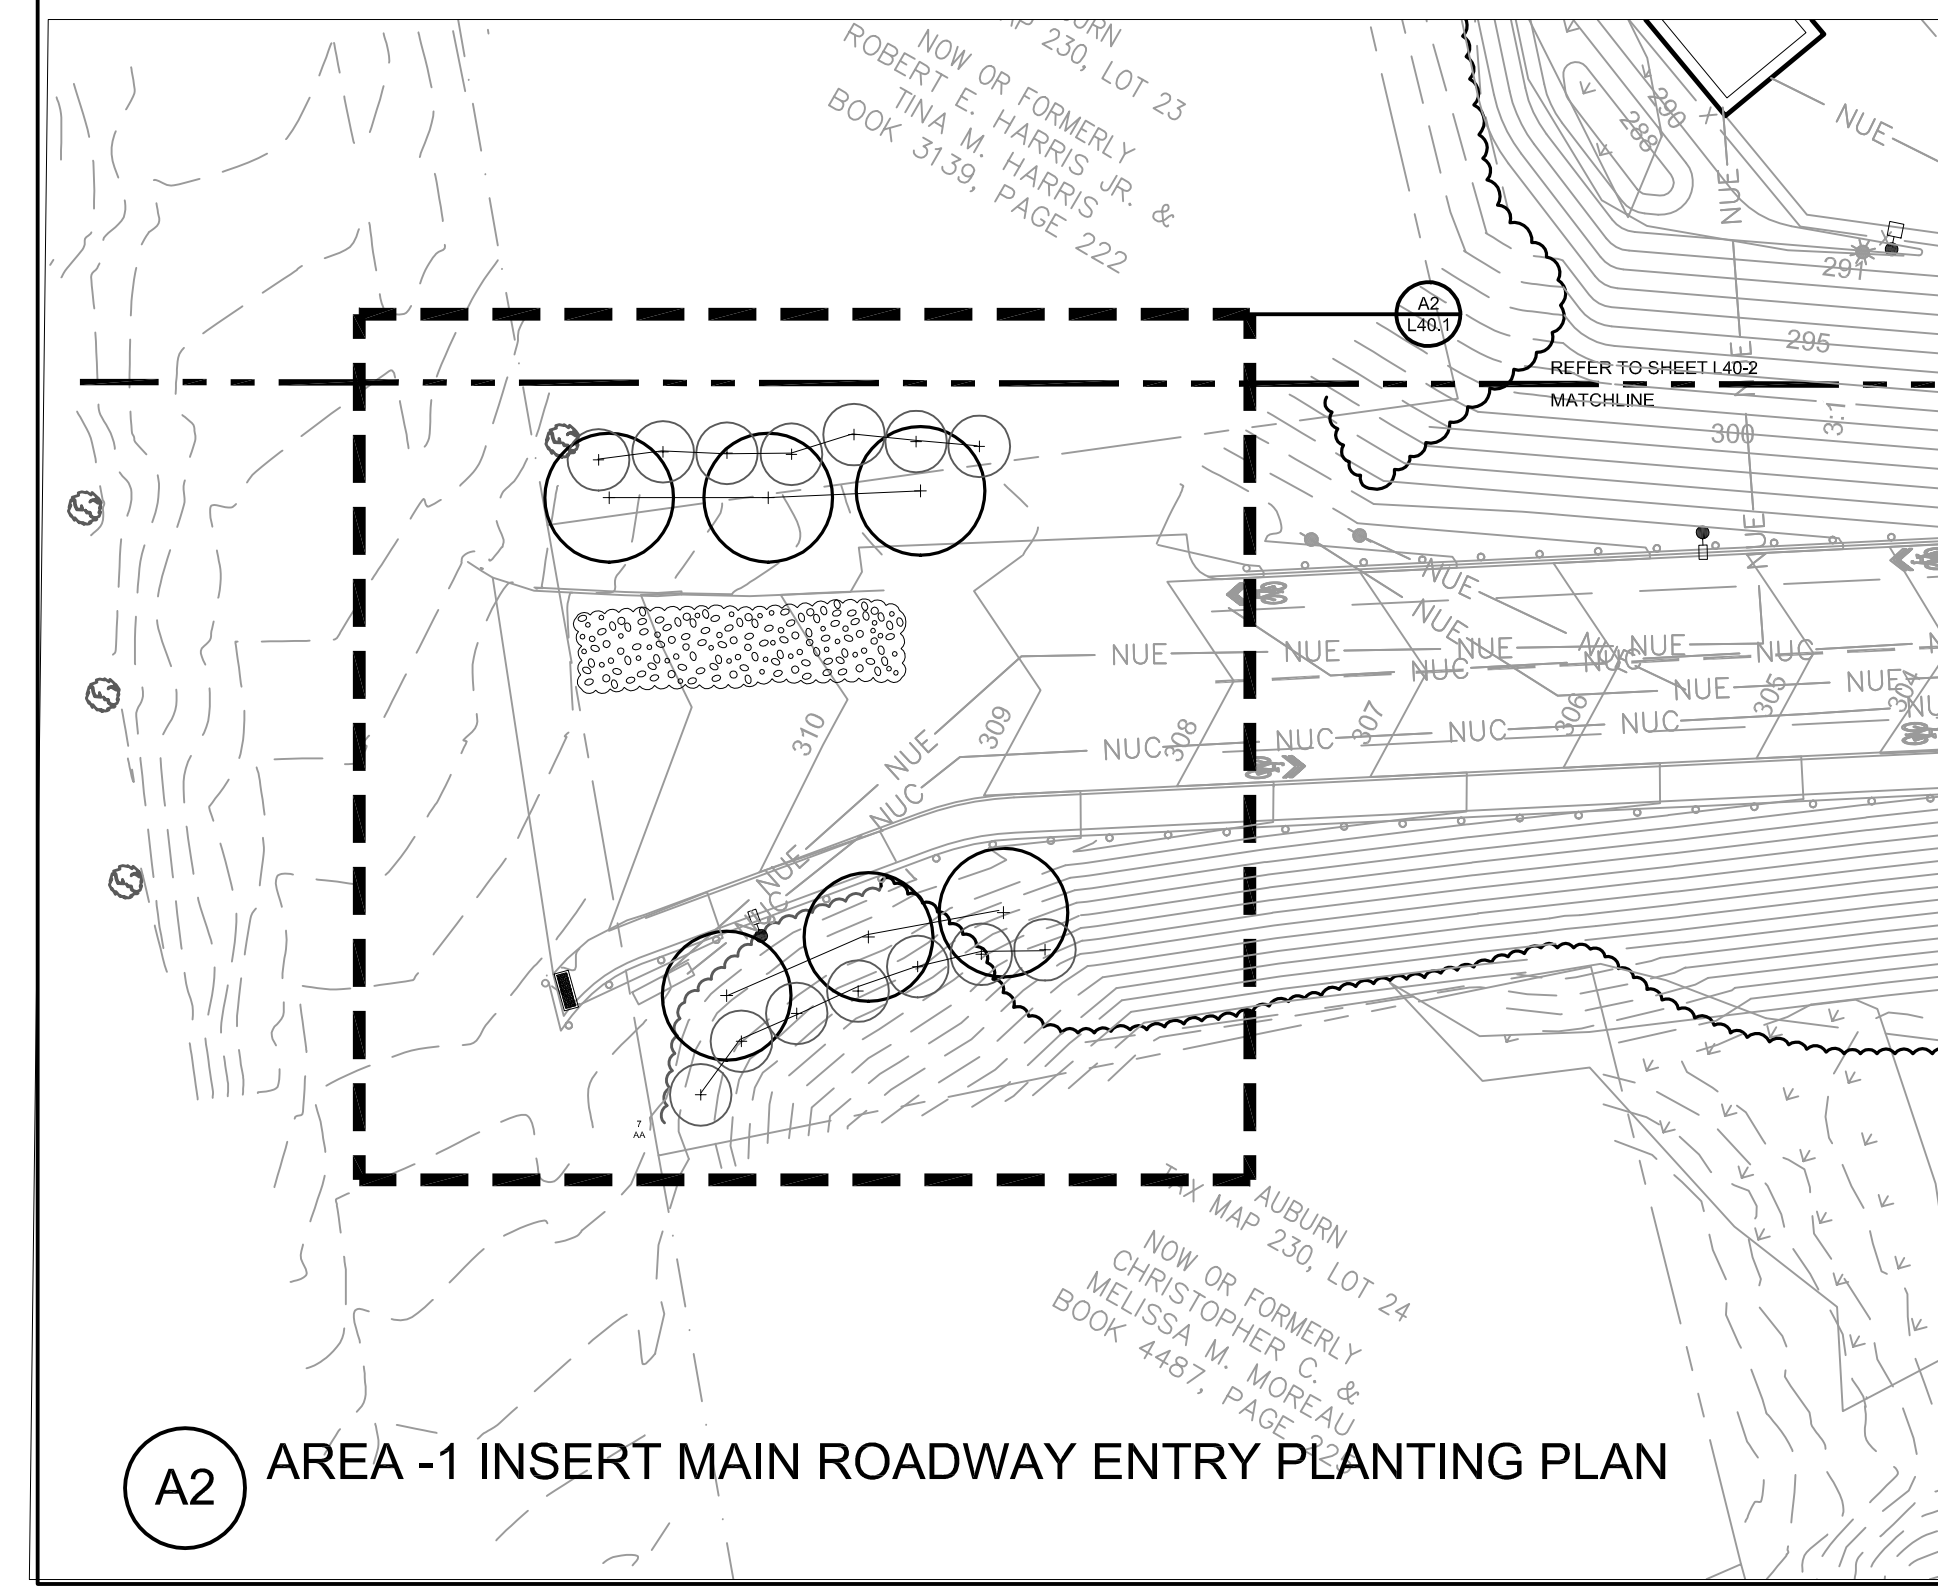 MAP 230, LOT 23
NOW OR FORMERLY
ROBERT E. HARRIS JR. &
TINA M. HARRIS
BOOK 3139, PAGE 222
290
288
NUE
NUE
291
A2
L40.1
295
NUE
REFER TO SHEET L40-2
MATCHLINE
300
3:1
NUE
NUE
NUE
NUE
NUE
NUE
NUE
NUC
NUC
NUC
NUE
NUE
304
305
306
307
308
309
310
NUC
NUC
NUC
NUC
NUE
NUC
NUE
NUC
7
AA
AUBURN
TAX MAP 230, LOT 24
NOW OR FORMERLY
CHRISTOPHER C. &
MELISSA M. MOREAU
BOOK 4487, PAGE 225
A2
AREA -1 INSERT MAIN ROADWAY ENTRY PLANTING PLAN